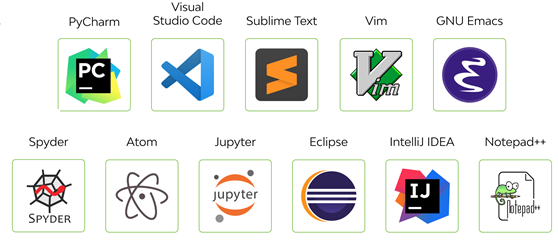 PyCharm
Visual
Studio Code
Sublime Text
Vim
GNU Emacs
PC
Vim
Spyder
Atom
Jupyter
Eclipse
IntelliJ IDEA
Notepad++
SPYDER
jupyter
IJ
Notepad++